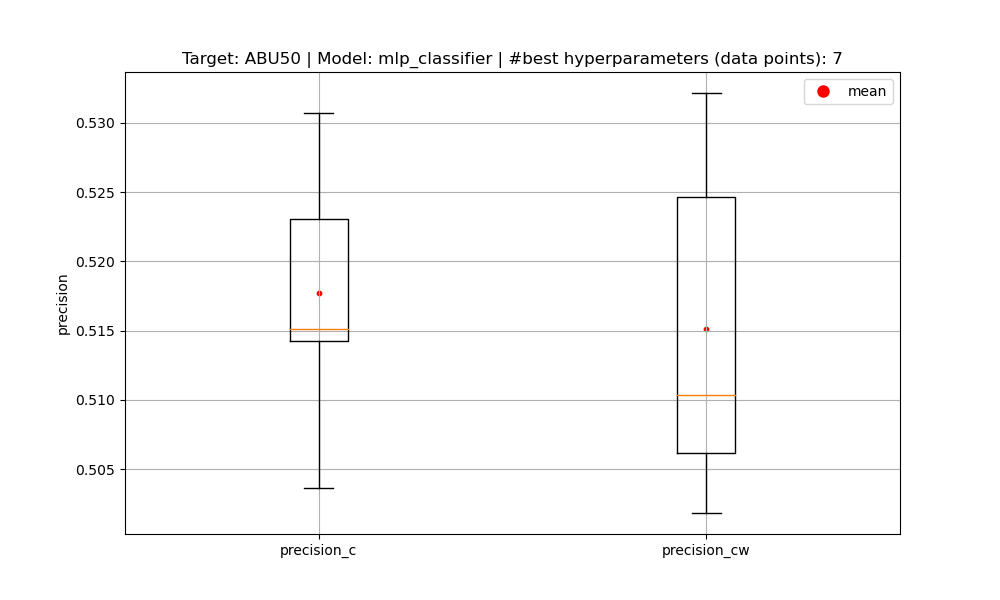 Target: ABU50 | Model: mlp_classifier | #best hyperparameters (data points): 7
mean
0.530
0.525
0.520
0.515
0.510
0.505
precision
precision_c
precision_cw